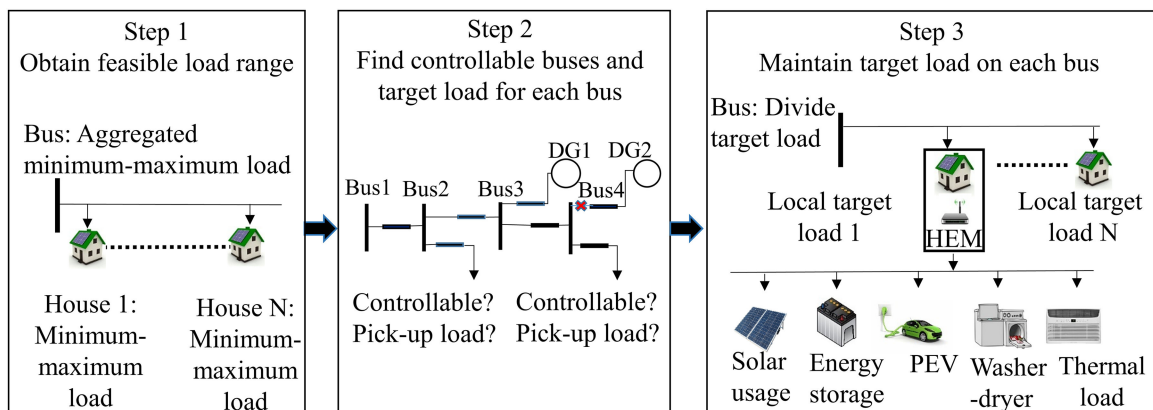 Step 1
Obtain feasible load range
Bus: Aggregated
minimum-maximum load
House 1:
Minimum-
maximum
load
House N:
Minimum-
maximum
load
Step 2
Find controllable buses and
target load for each bus
DG1
DG2
Bus1
Bus2
Bus3
Bus4
Controllable?
Pick-up load?
Controllable?
Pick-up load?
Step 3
Maintain target load on each bus
Bus: Divide
target load
Local target
load 1
HEM
Local target
load N
Solar
usage
Energy
storage
PEV
Washer
-dryer
Thermal
load